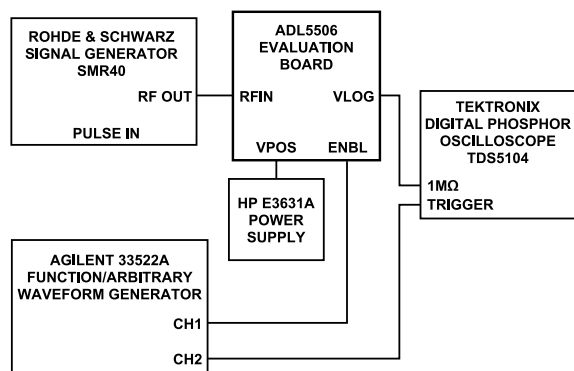 ROHDE & SCHWARZ
SIGNAL GENERATOR
SMR40
RF OUT
PULSE IN
ADL5506
EVALUATION
BOARD
RFIN
VLOG
VPOS
ENBL
TEKTRONIX
DIGITAL PHOSPHOR
OSCILLOSCOPE
TDS5104
1MΩ
TRIGGER
HP E3631A
POWER
SUPPLY
AGILENT 33522A
FUNCTION/ARBITRARY
WAVEFORM GENERATOR
CH1
CH2